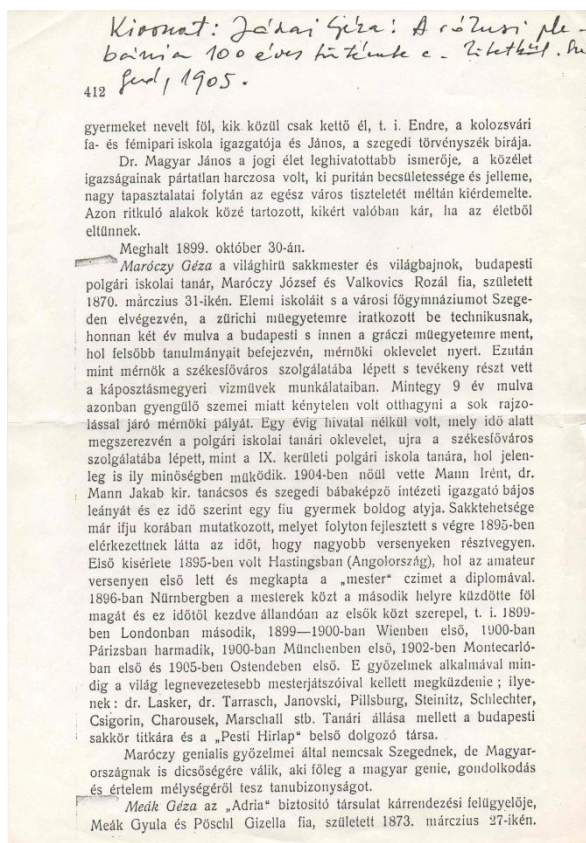 Kivonat: Jádai Géza: A rókusi ple-
bánia 100 éves története c.
1905.
412
gyermeket nevelt föl, kik közül csak kettő él, t. i. Endre, a kolozsvári
fa- és fémipari iskola igazgatója és János, a szegedi törvényszék birája.
Dr. Magyar János a jogi élet leghivatottabb ismerője, a közélet
igazságainak pártatlan harczosa volt, ki puritán becsületessége és jelleme,
nagy tapasztalatai folytán az egész város tiszteletét méltán kiérdemelte.
Azon ritkuló alakok közé tartozott, kikért valóban kár, ha az életből
eltünnek.
Meghalt 1899. október 30-án.
Maróczy Géza a világhirü sakkmester és világbajnok, budapesti
polgári iskolai tanár, Maróczy József és Valkovics Rozál fia, született
1870. márczius 31-ikén. Elemi iskoláit s a városi főgymnáziumot Szege-
den elvégezvén, a zürichi müegyetemre iratkozott be technikusnak,
honnan két év mulva a budapesti s innen a gráczi müegyetemre ment,
hol felsőbb tanulmányait befejezvén, mérnöki oklevelet nyert. Ezután
mint mérnök a székesfőváros szolgálatába lépett s tevékeny részt vett
a káposztásmegyeri vizmüvek munkálataiban. Mintegy 9 év mulva
azonban gyengülő szemei miatt kénytelen volt otthagyni a sok rajzo-
lással járó mérnöki pályát. Egy évig hivatal nélkül volt, mely idő alatt
megszerezvén a polgári iskolai tanári oklevelet, ujra a székesfőváros
szolgálatába lépett, mint a IX. kerületi polgári iskola tanára, hol jelen-
leg is ily minőségben müködik. 1904-ben nőül vette Mann Irént, dr.
Mann Jakab kir. tanácsos és szegedi bábaképző intézeti igazgató bájos
leányát és ez idő szerint egy fiu gyermek boldog atyja. Sakktehetsége
már ifju korában mutatkozott, melyet folyton fejlesztett s végre 1895-ben
elérkezettnek látta az időt, hogy nagyobb versenyeken résztvegyen.
Első kisérlete 1895-ben volt Hastingsban (Angolország), hol az amateur
versenyen első lett és megkapta a „mester" czimet a diplomával.
1896-ban Nürnbergben a mesterek közt a második helyre küzdötte föl
magát és ez időtől kezdve állandóan az elsők közt szerepel, t. i. 1899-
ben Londonban második, 1899—1900-ban Wienben első, 1900-ban
Párizsban harmadik, 1900-ban Münchenben első, 1902-ben Montecarló-
ban első és 1905-ben Ostendeben első. E győzelmek alkalmával min-
dig a világ legnevezetesebb mesterjátszóival kellett megküzdenie ; ilye-
nek : dr. Lasker, dr. Tarrasch, Janovski, Pillsburg, Steinitz, Schlechter,
Csigorin, Charousek, Marschall stb. Tanári állása mellett a budapesti
sakkör titkára és a „Pesti Hirlap" belső dolgozó társa.
Maróczy genialis győzelmei által nemcsak Szegednek, de Magyar-
országnak is dicsőségére válik, aki főleg a magyar genie, gondolkodás
és értelem mélységéről tesz tanubizonyságot.
Meák Géza az „Adria" biztositó társulat kárrendezési felügyelője,
Meák Gyula és Pöschl Gizella fia, született 1873. márczius 27-ikén.